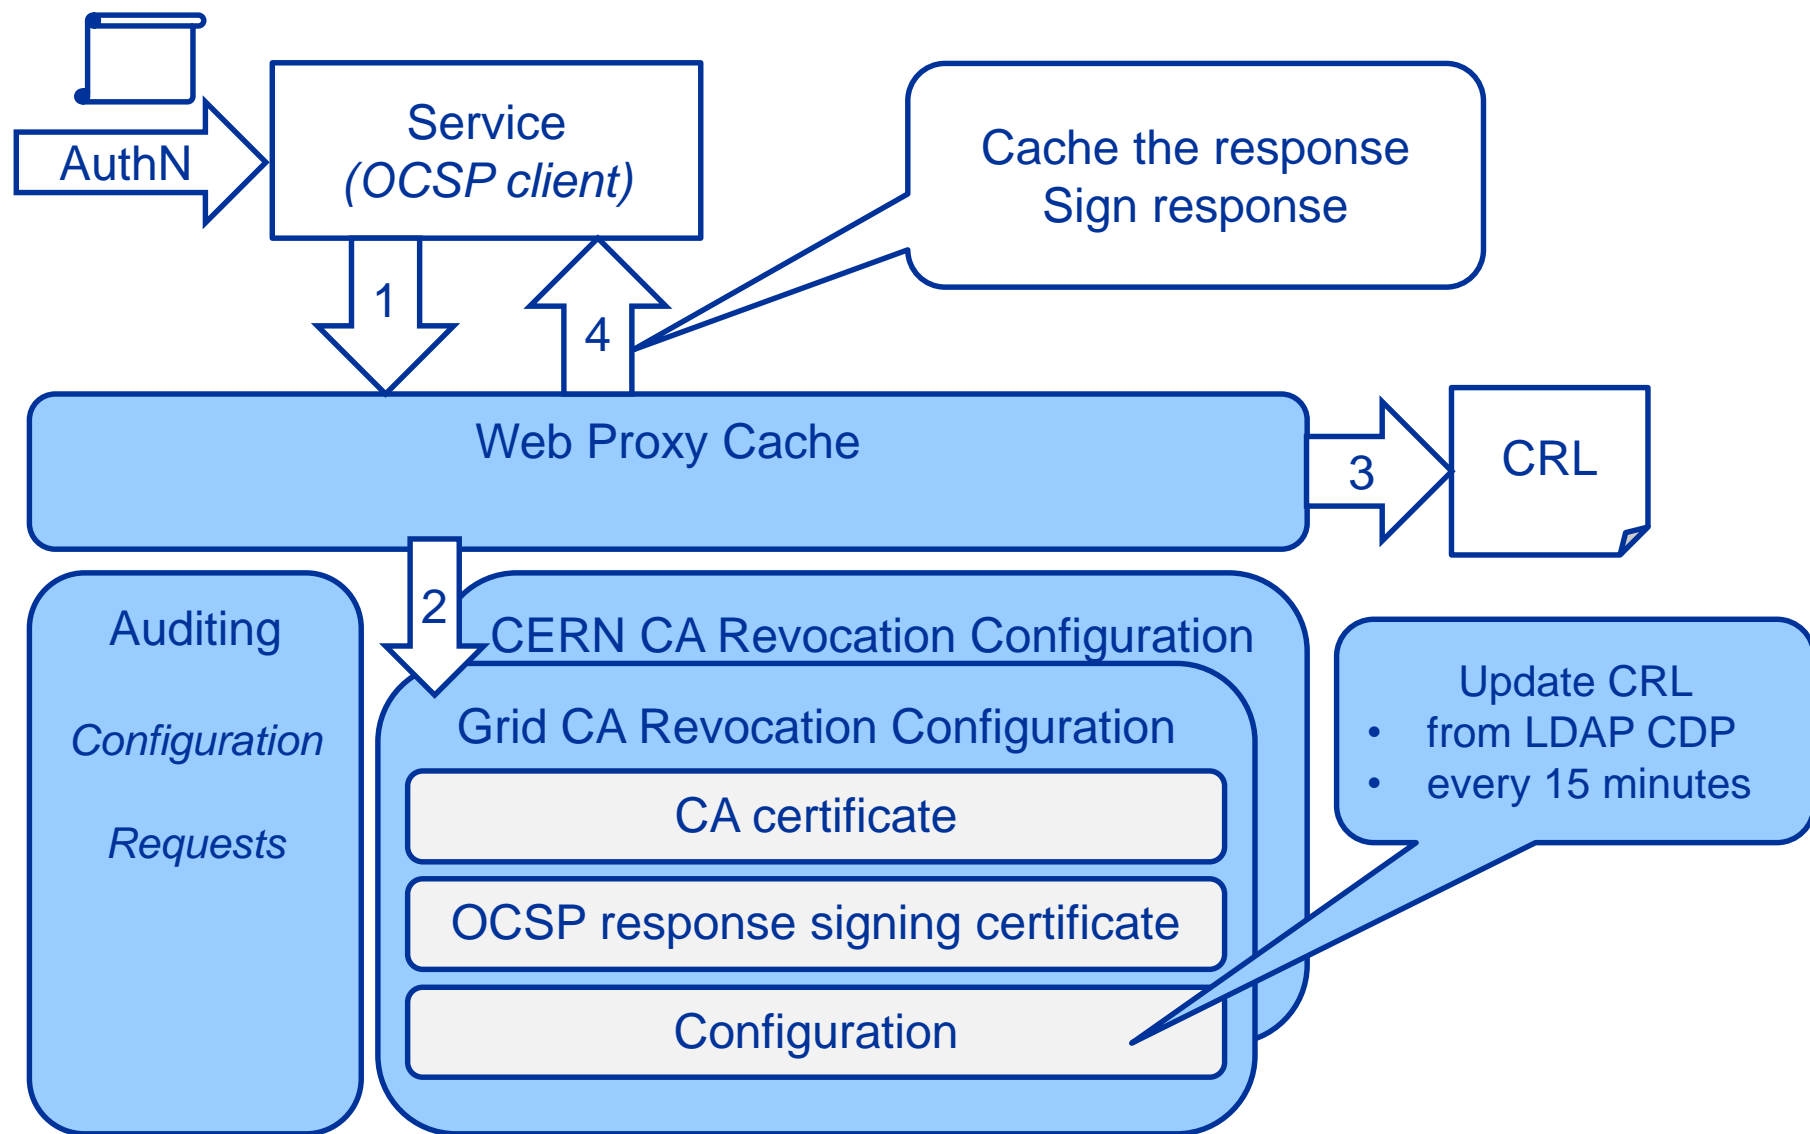 AuthN
Service
(OCSP client)
Cache the response
Sign response
1
4
Web Proxy Cache
3
CRL
2
Auditing
Configuration
Requests
CERN CA Revocation Configuration
Grid CA Revocation Configuration
CA certificate
OCSP response signing certificate
Configuration
Update CRL
• from LDAP CDP
• every 15 minutes